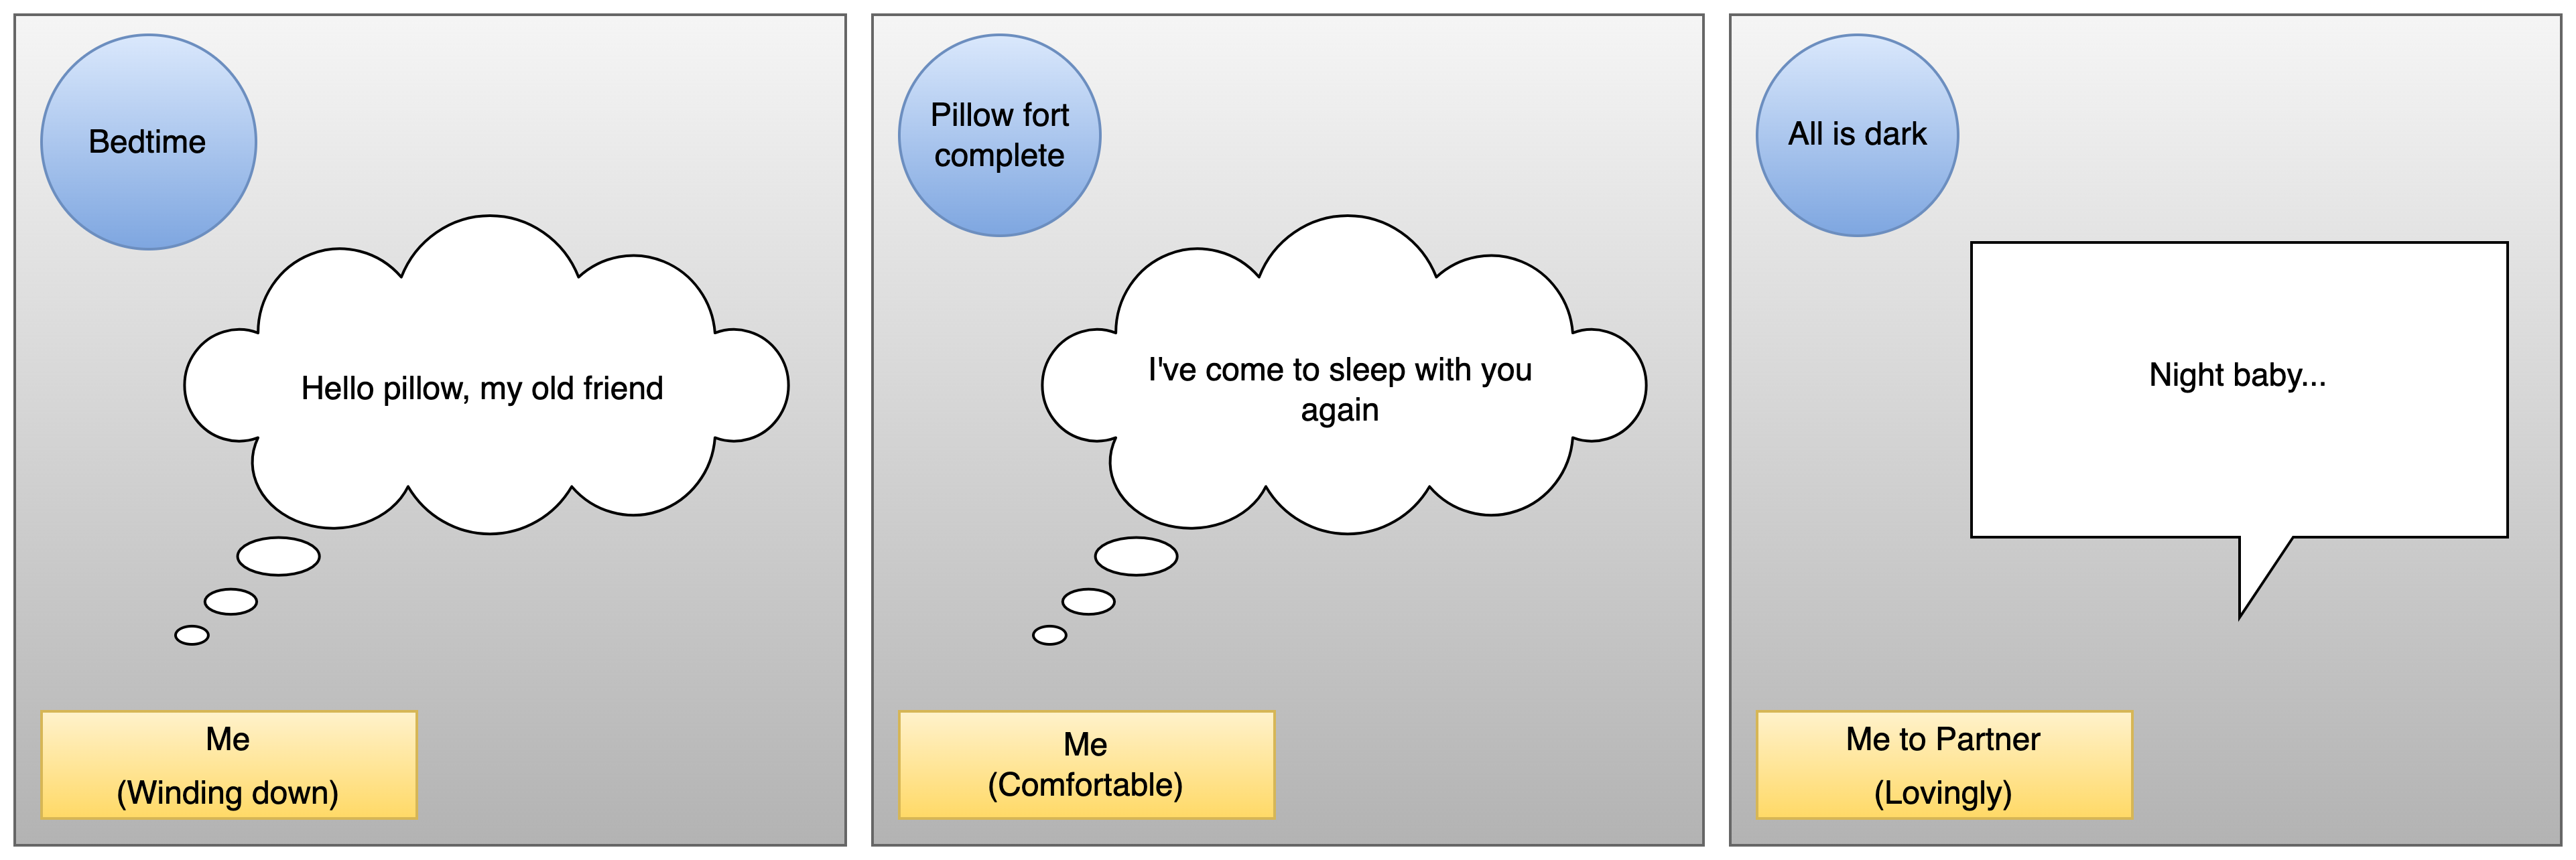 Bedtime
Hello pillow, my old friend
Me
(Winding down)
Pillow fort
complete
I've come to sleep with you
again
Me
(Comfortable)
All is dark
Night baby...
Me to Partner
(Lovingly)